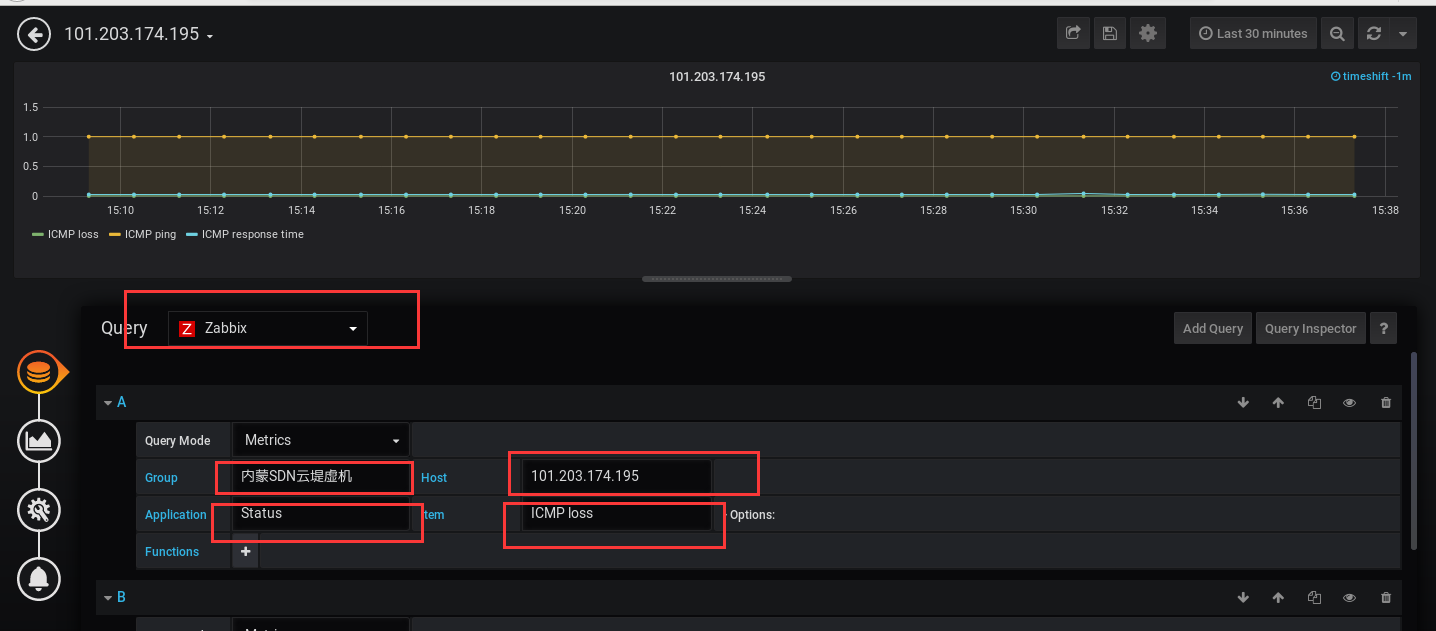 101.203.174.195
Last 30 minutes
101.203.174.195
timeshift -1m
1.5
1.0
0.5
0
15:10 15:12 15:14 15:16 15:18 15:20 15:22 15:24 15:26 15:28 15:30 15:32 15:34 15:36 15:38
ICMP loss ICMP ping ICMP response time
Query Z Zabbix Add Query Query Inspector ?
A
Query Mode Metrics
Group 内蒙SDN云堤虚机 Host 101.203.174.195
Application Status tem ICMP loss Options:
Functions +
B